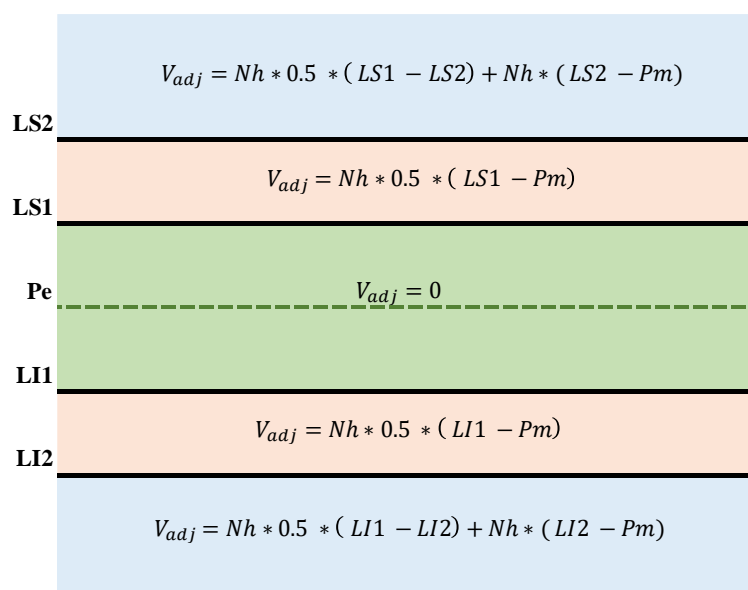 V_adj = Nh * 0.5 * ( LS1 − LS2) + Nh * (LS2 − Pm)
LS2
V_adj = Nh * 0.5 * ( LS1 − Pm)
LS1
Pe
V_adj = 0
LI1
V_adj = Nh * 0.5 * ( LI1 − Pm)
LI2
V_adj = Nh * 0.5 * ( LI1 − LI2) + Nh * (LI2 − Pm)